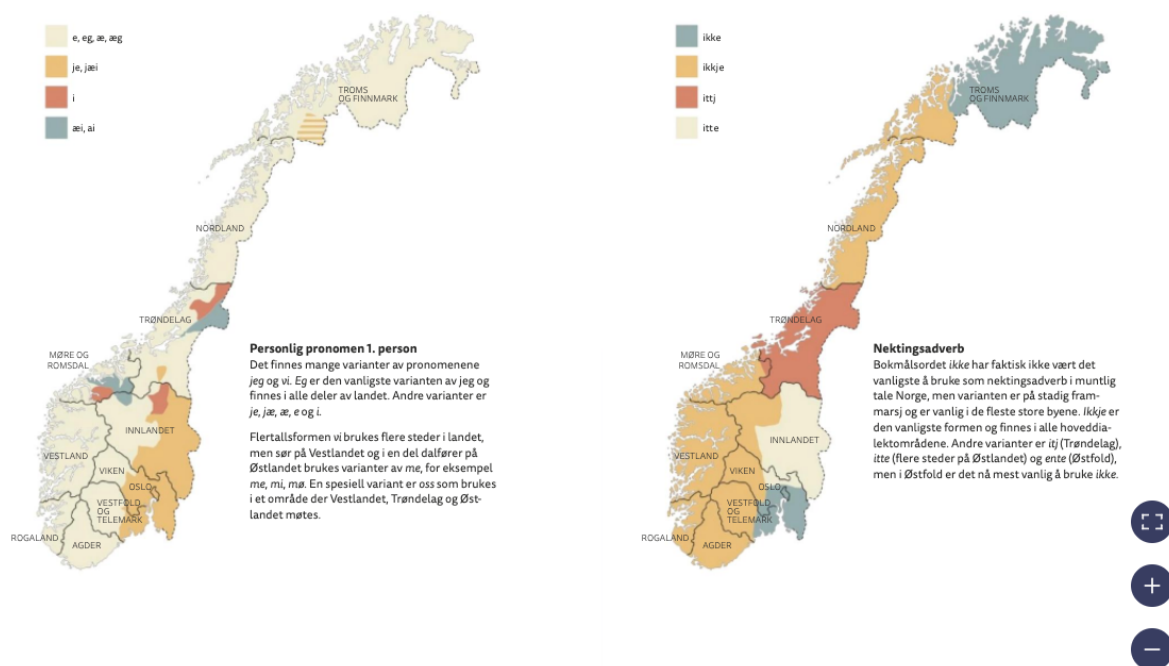 e, eg, æ, æg
je, jæi
i
æi, ai
TROMS
OG FINNMARK
NORDLAND
TRØNDELAG
MØRE OG
ROMSDAL
INNLANDET
VESTLAND
VIKEN
OSLO
VESTFOLD
OG
TELEMARK
ROGALAND
AGDER
Personlig pronomen 1. person
Det finnes mange varianter av pronomenene
jeg og vi. Eg er den vanligste varianten av jeg og
finnes i alle deler av landet. Andre varianter er
je, jæ, æ, e og i.
Flertallsformen vi brukes flere steder i landet,
men sør på Vestlandet og i en del dalfører på
Østlandet brukes varianter av me, for eksempel
me, mi, mø. En spesiell variant er oss som brukes
i et område der Vestlandet, Trøndelag og Øst-
landet møtes.
ikke
ikkje
ittj
itte
TROMS
OG FINNMARK
NORDLAND
TRØNDELAG
MØRE OG
ROMSDAL
INNLANDET
VESTLAND
VIKEN
OSLO
VESTFOLD
OG
TELEMARK
ROGALAND
AGDER
Nektingsadverb
Bokmålsordet ikke har faktisk ikke vært det
vanligste å bruke som nektingsadverb i muntlig
tale Norge, men varianten er på stadig fram-
marsj og er vanlig i de fleste store byene. Ikkje er
den vanligste formen og finnes i alle hoveddia-
lektområdene. Andre varianter er itj (Trøndelag),
itte (flere steder på Østlandet) og ente (Østfold),
men i Østfold er det nå mest vanlig å bruke ikke.